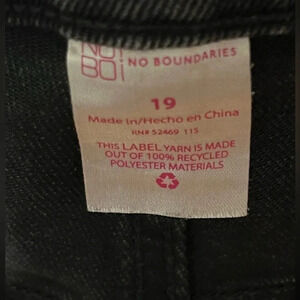 NO!
BOi
NO BOUNDARIES
19
Made In/Hecho en China
RN# 52469 115
THIS LABEL YARN IS MADE
OUT OF 100% RECYCLED
POLYESTER MATERIALS